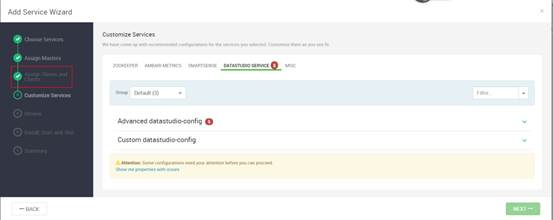 Add Service Wizard
Choose Services
Assign Masters
Assign Slaves and
Clients
Customize Services
Review
Install, Start and Test
Summary
Customize Services
We have come up with recommended configurations for the services you selected. Customize them as you see fit.
ZOOKEEPER AMBARI METRICS SMARTSENSE DATASTUDIO SERVICE MISC
Group Default (3) Filter...
Advanced datastudio-config
Custom datastudio-config
Attention: Some configurations need your attention before you can proceed.
Show me properties with issues
← BACK NEXT →